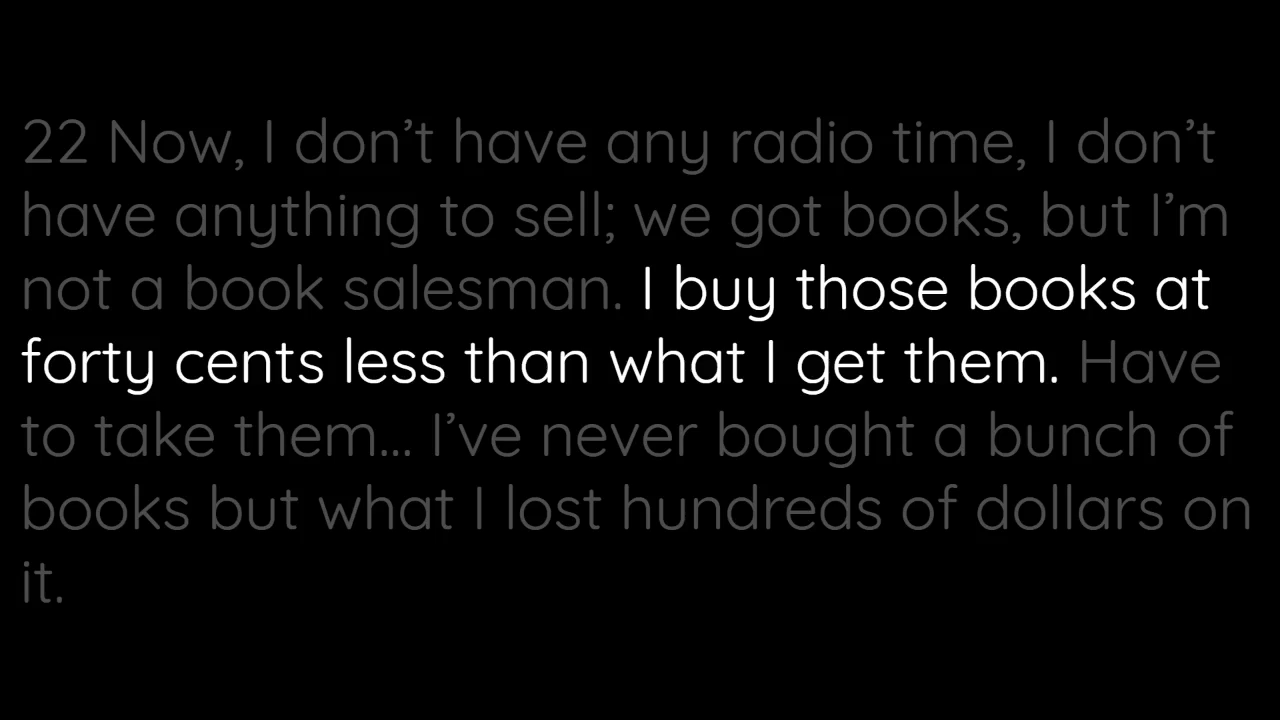 22 Now, I don’t have any radio time, I don’t
have anything to sell; we got books, but I’m
not a book salesman. I buy those books at
forty cents less than what I get them. Have
to take them... I’ve never bought a bunch of
books but what I lost hundreds of dollars on
it.